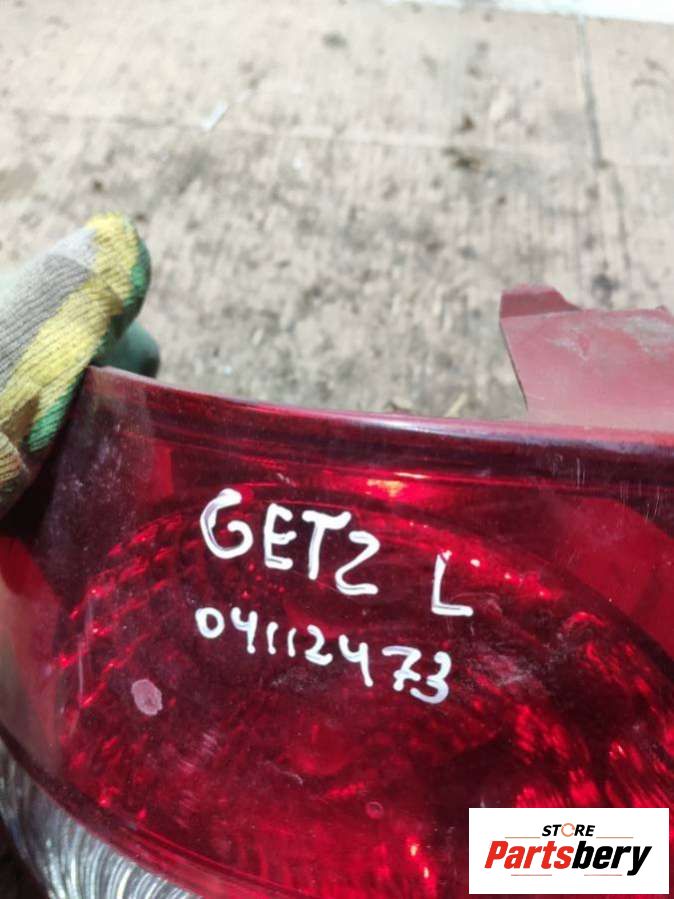 GETZ L
04112473
STORE
Partsbery